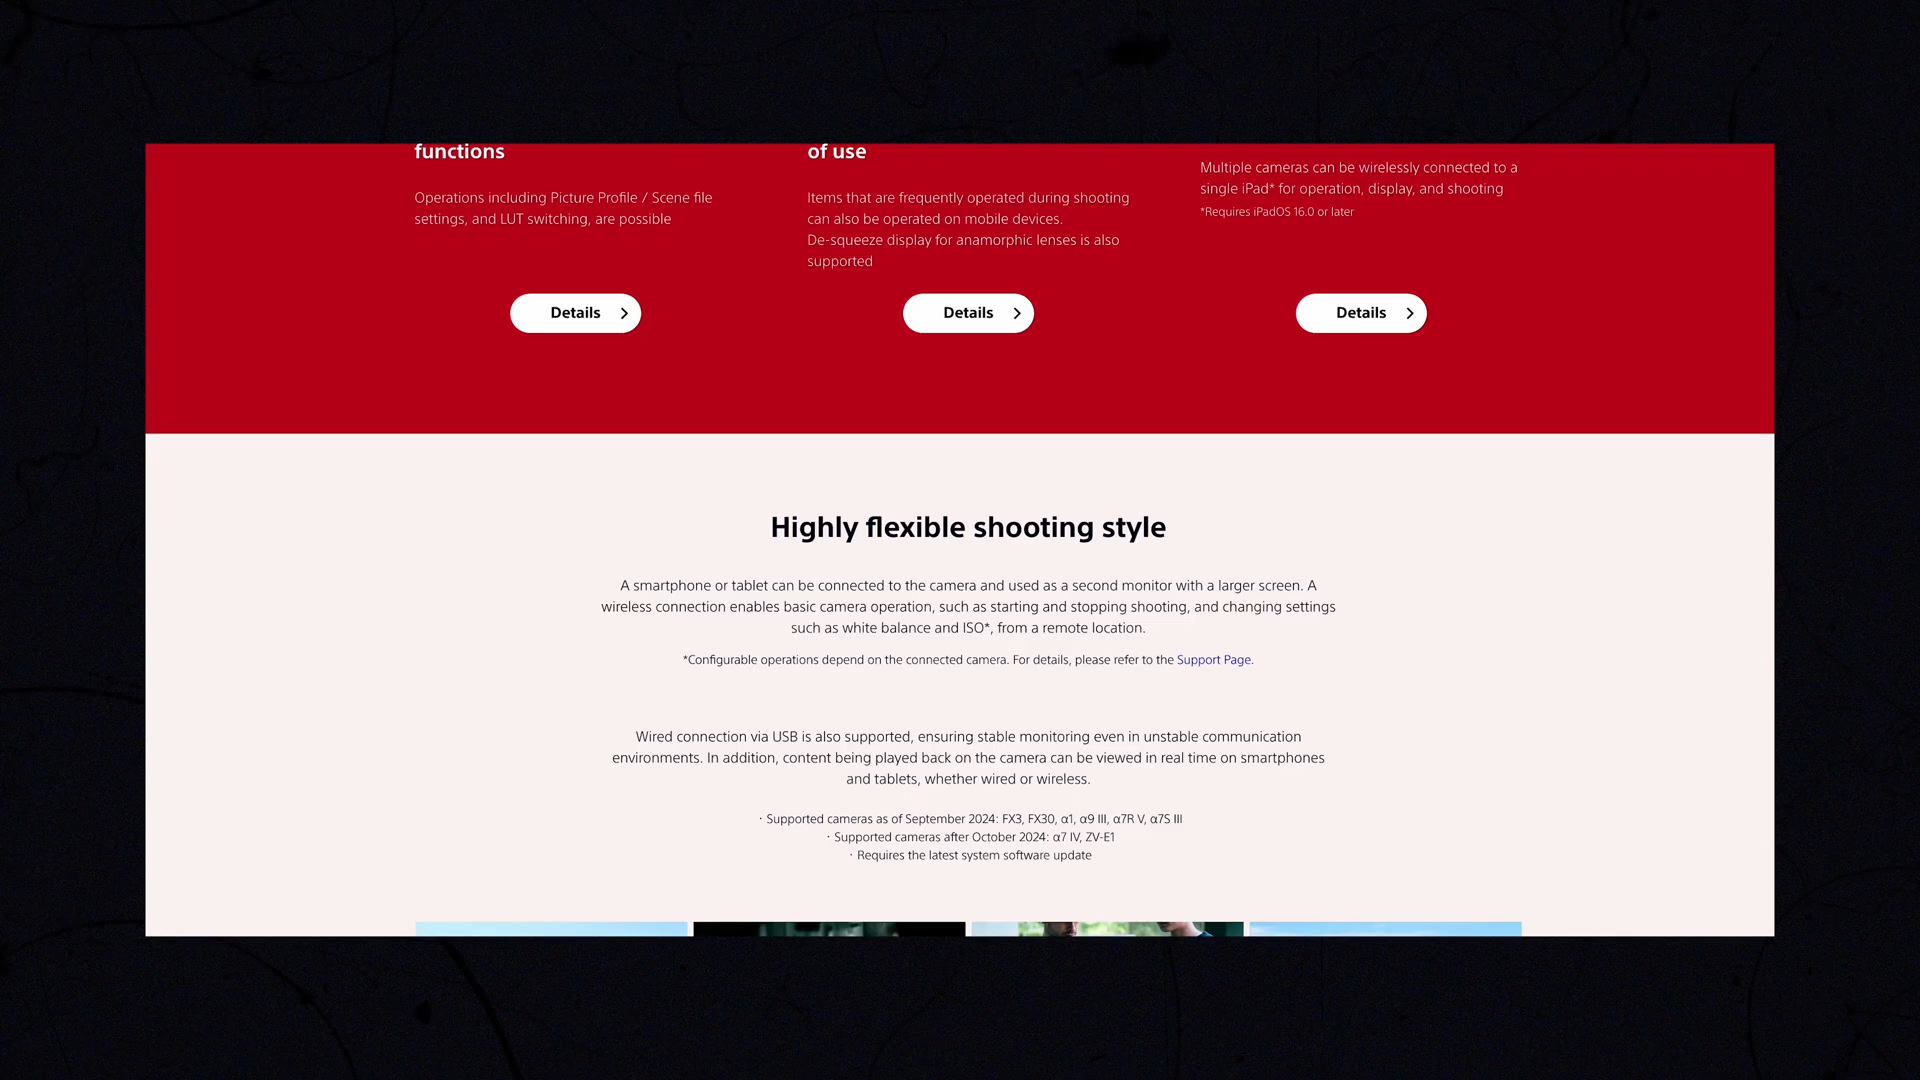 functions
Operations including Picture Profile / Scene file
settings, and LUT switching, are possible
Details
of use
Items that are frequently operated during shooting
can also be operated on mobile devices.
De-squeeze display for anamorphic lenses is also
supported
Details
Multiple cameras can be wirelessly connected to a
single iPad* for operation, display, and shooting
*Requires iPadOS 16.0 or later
Details
Highly flexible shooting style
A smartphone or tablet can be connected to the camera and used as a second monitor with a larger screen. A
wireless connection enables basic camera operation, such as starting and stopping shooting, and changing settings
such as white balance and ISO*, from a remote location.
*Configurable operations depend on the connected camera. For details, please refer to the Support Page.
Wired connection via USB is also supported, ensuring stable monitoring even in unstable communication
environments. In addition, content being played back on the camera can be viewed in real time on smartphones
and tablets, whether wired or wireless.
・Supported cameras as of September 2024: FX3, FX30, α1, α9 III, α7R V, α7S III
・Supported cameras after October 2024: α7 IV, ZV-E1
・Requires the latest system software update